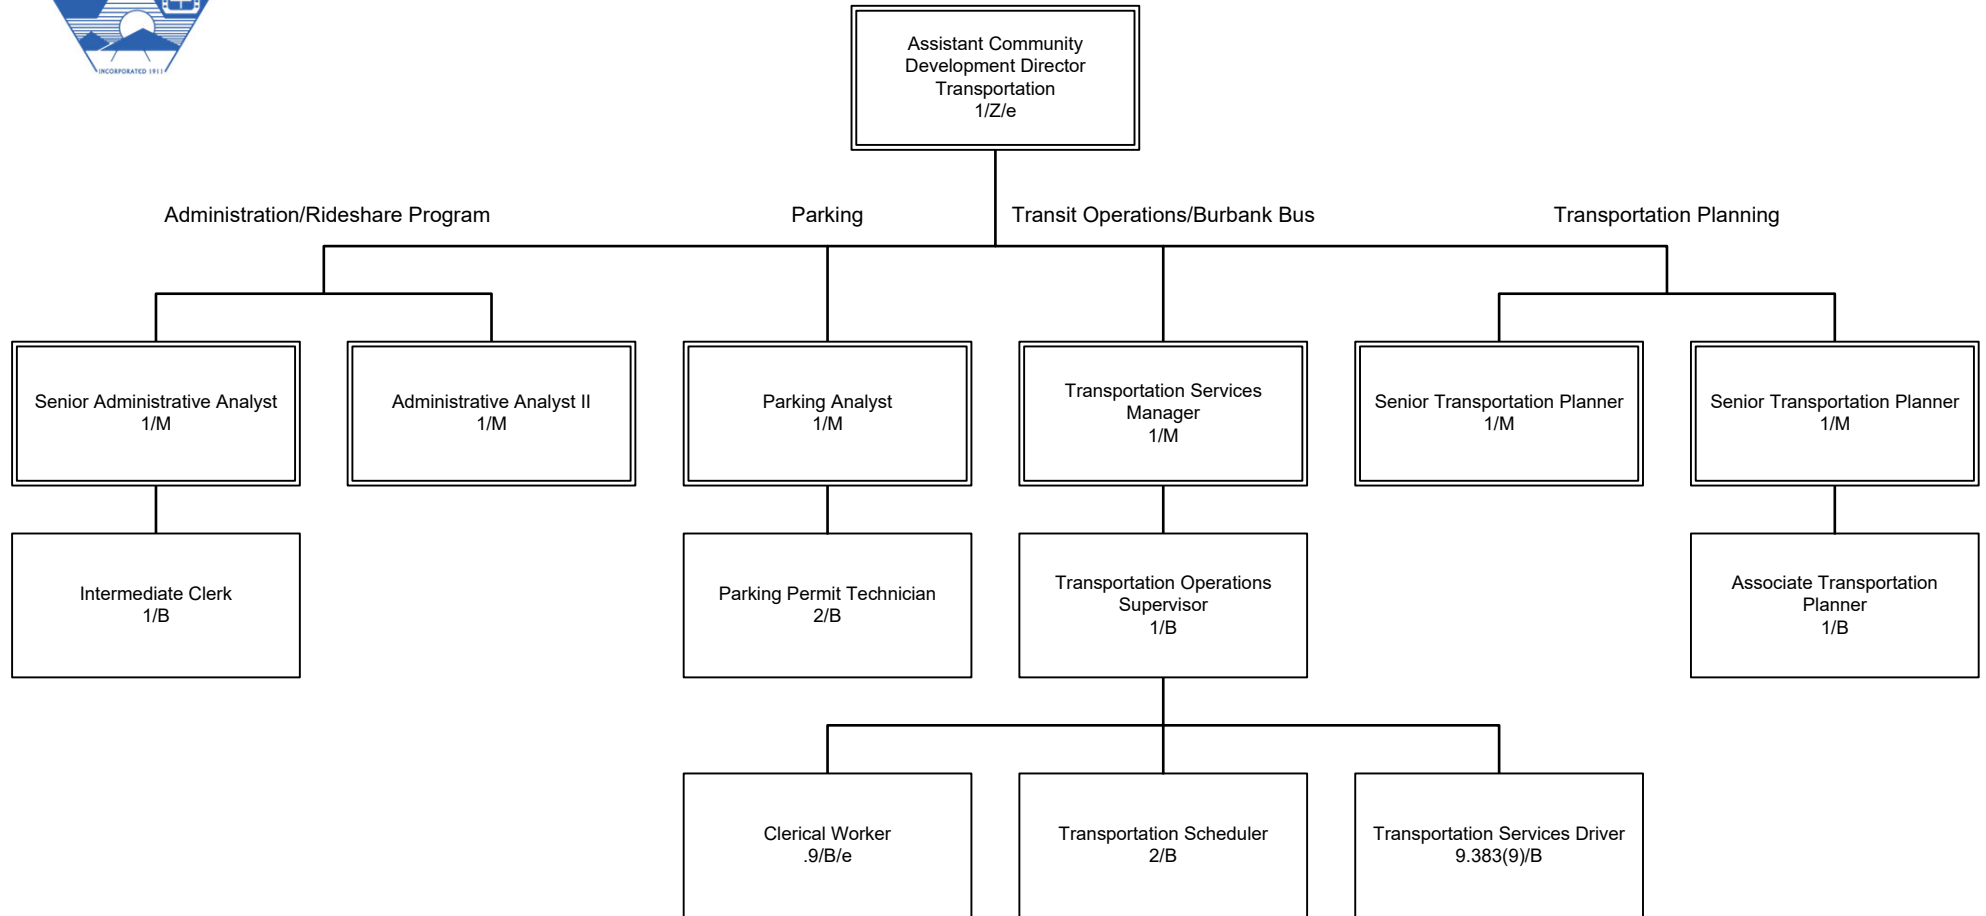 INCORPORATED 1911
Assistant Community
Development Director
Transportation
1/Z/e
Administration/Rideshare Program
Parking
Transit Operations/Burbank Bus
Transportation Planning
Senior Administrative Analyst
1/M
Administrative Analyst II
1/M
Parking Analyst
1/M
Transportation Services
Manager
1/M
Senior Transportation Planner
1/M
Senior Transportation Planner
1/M
Intermediate Clerk
1/B
Parking Permit Technician
2/B
Transportation Operations
Supervisor
1/B
Associate Transportation
Planner
1/B
Clerical Worker
.9/B/e
Transportation Scheduler
2/B
Transportation Services Driver
9.383(9)/B